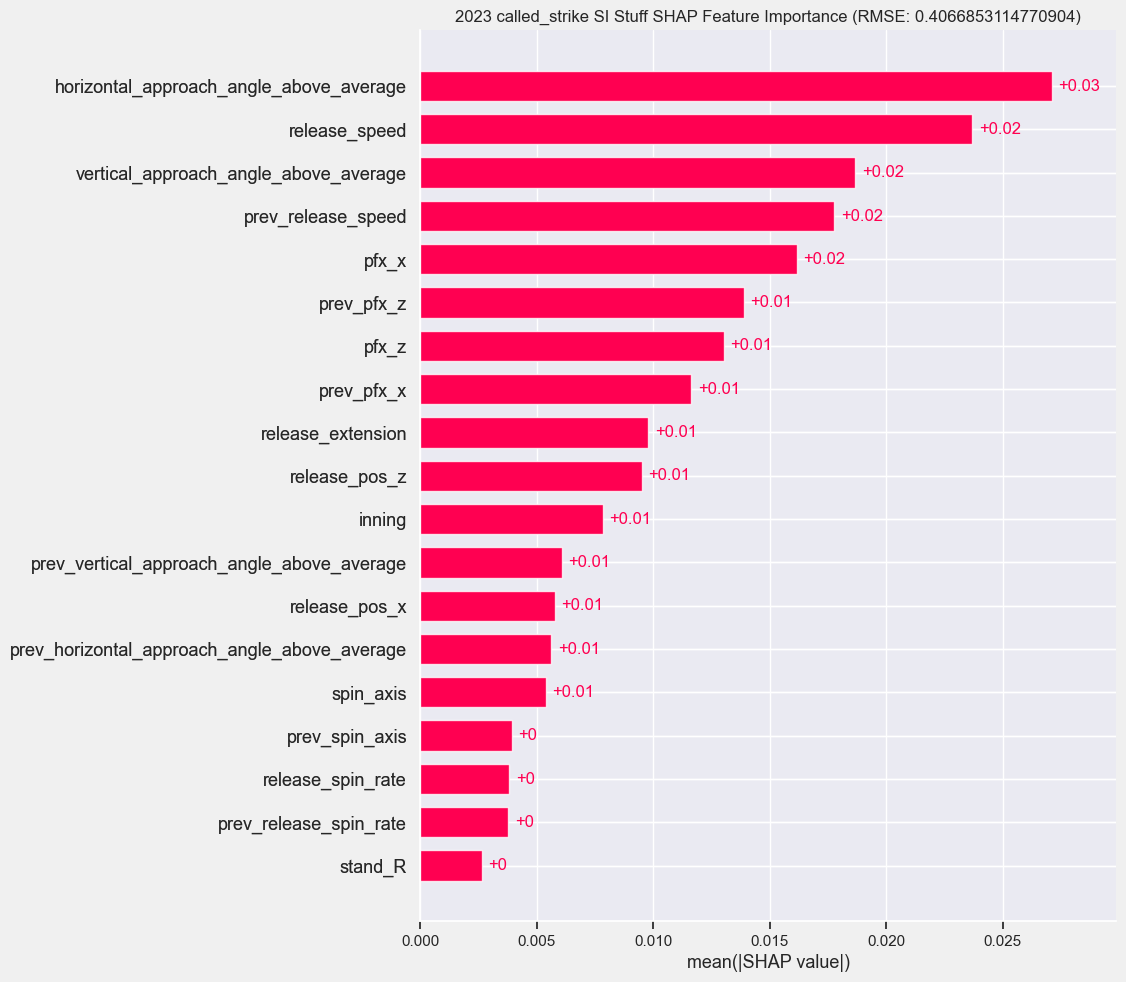 2023 called_strike SI Stuff SHAP Feature Importance (RMSE: 0.4066853114770904)
horizontal_approach_angle_above_average +0.03
release_speed +0.02
vertical_approach_angle_above_average +0.02
prev_release_speed +0.02
pfx_x +0.02
prev_pfx_z +0.01
pfx_z +0.01
prev_pfx_x +0.01
release_extension +0.01
release_pos_z +0.01
inning +0.01
prev_vertical_approach_angle_above_average +0.01
release_pos_x +0.01
prev_horizontal_approach_angle_above_average +0.01
spin_axis +0.01
prev_spin_axis +0
release_spin_rate +0
prev_release_spin_rate +0
stand_R +0
0.000 0.005 0.010 0.015 0.020 0.025
mean(|SHAP value|)